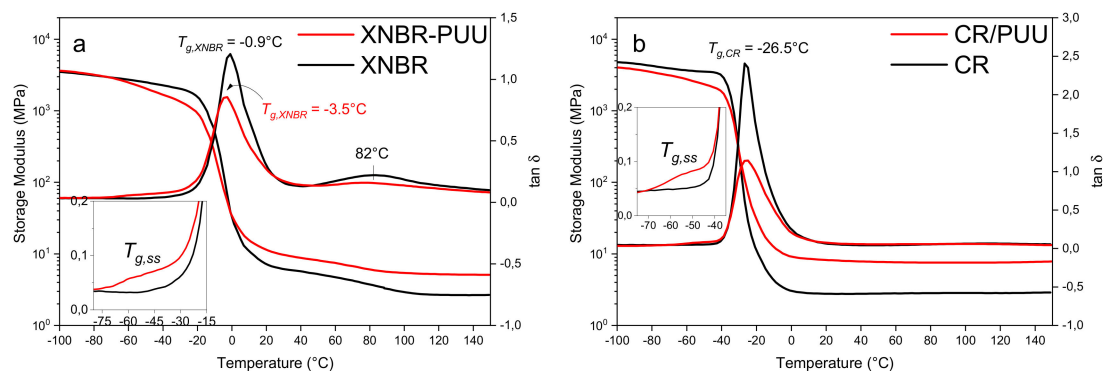 a
XNBR-PUU
XNBR
T_g,XNBR = -0.9°C
T_g,XNBR = -3.5°C
82°C
T_g,ss
0,2
0,1
0,0
-75 -60 -45 -30 -15
10^4
10^3
10^2
10^1
10^0
Storage Modulus (MPa)
1,5
1,0
0,5
0,0
-0,5
-1,0
tan δ
-100 -80 -60 -40 -20 0 20 40 60 80 100 120 140
Temperature (°C)
b
CR/PUU
CR
T_g,CR = -26.5°C
T_g,ss
0,2
0,1
0,0
-70 -60 -50 -40
10^4
10^3
10^2
10^1
10^0
Storage Modulus (MPa)
3,0
2,5
2,0
1,5
1,0
0,5
0,0
-0,5
-1,0
tan δ
-100 -80 -60 -40 -20 0 20 40 60 80 100 120 140
Temperature (°C)